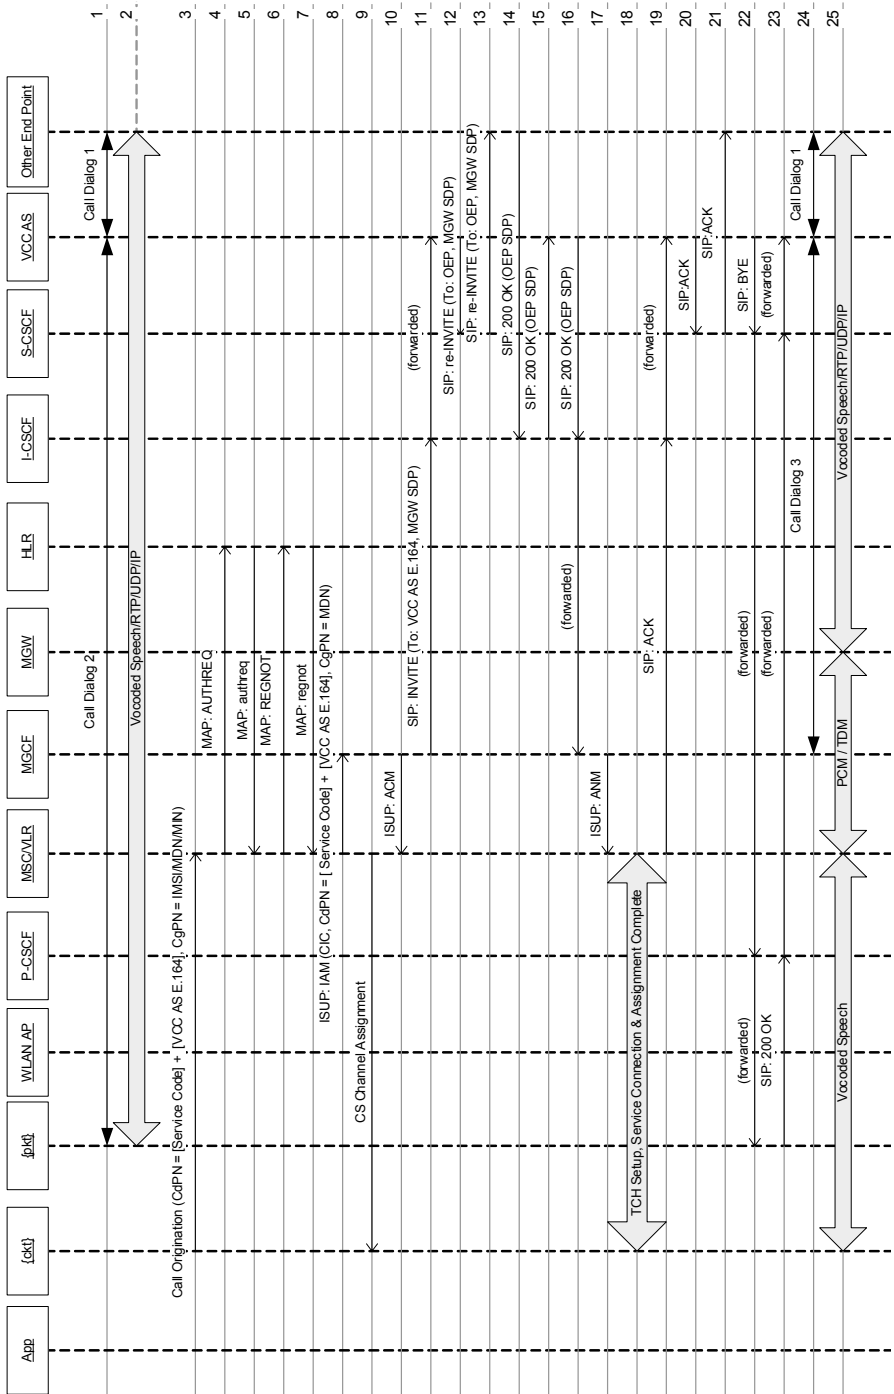 App
{ckt}
{pkt}
WLAN AP
P-CSCF
MSC/VLR
MGCF
MGW
HLR
I-CSCF
S-CSCF
VCC AS
Other End Point
1
Call Dialog 2
Call Dialog 1
2
Vocoded Speech/RTP/UDP/IP
3
Call Origination (CdPN = [Service Code] + [VCC AS E.164], CgPN = IMSI/MDN/MIN)
4
MAP: AUTHREQ
5
MAP: authreq
6
MAP: REGNOT
7
MAP: regnot
8
ISUP: IAM (CIC, CdPN = [ Service Code] + [VCC AS E.164], CgPN = MDN)
9
CS Channel Assignment
10
ISUP: ACM
11
SIP: INVITE (To: VCC AS E.164, MGW SDP)
(forwarded)
12
SIP: re-INVITE (To: OEP, MGW SDP)
13
SIP: re-INVITE (To: OEP, MGW SDP)
14
SIP: 200 OK (OEP SDP)
15
SIP: 200 OK (OEP SDP)
16
(forwarded)
SIP: 200 OK (OEP SDP)
17
ISUP: ANM
18
TCH Setup, Service Connection & Assignment Complete
19
SIP: ACK
(forwarded)
20
SIP:ACK
21
SIP:ACK
22
(forwarded)
(forwarded)
SIP: BYE
23
SIP: 200 OK
(forwarded)
(forwarded)
24
Call Dialog 3
Call Dialog 1
25
Vocoded Speech
PCM / TDM
Vocoded Speech/RTP/UDP/IP